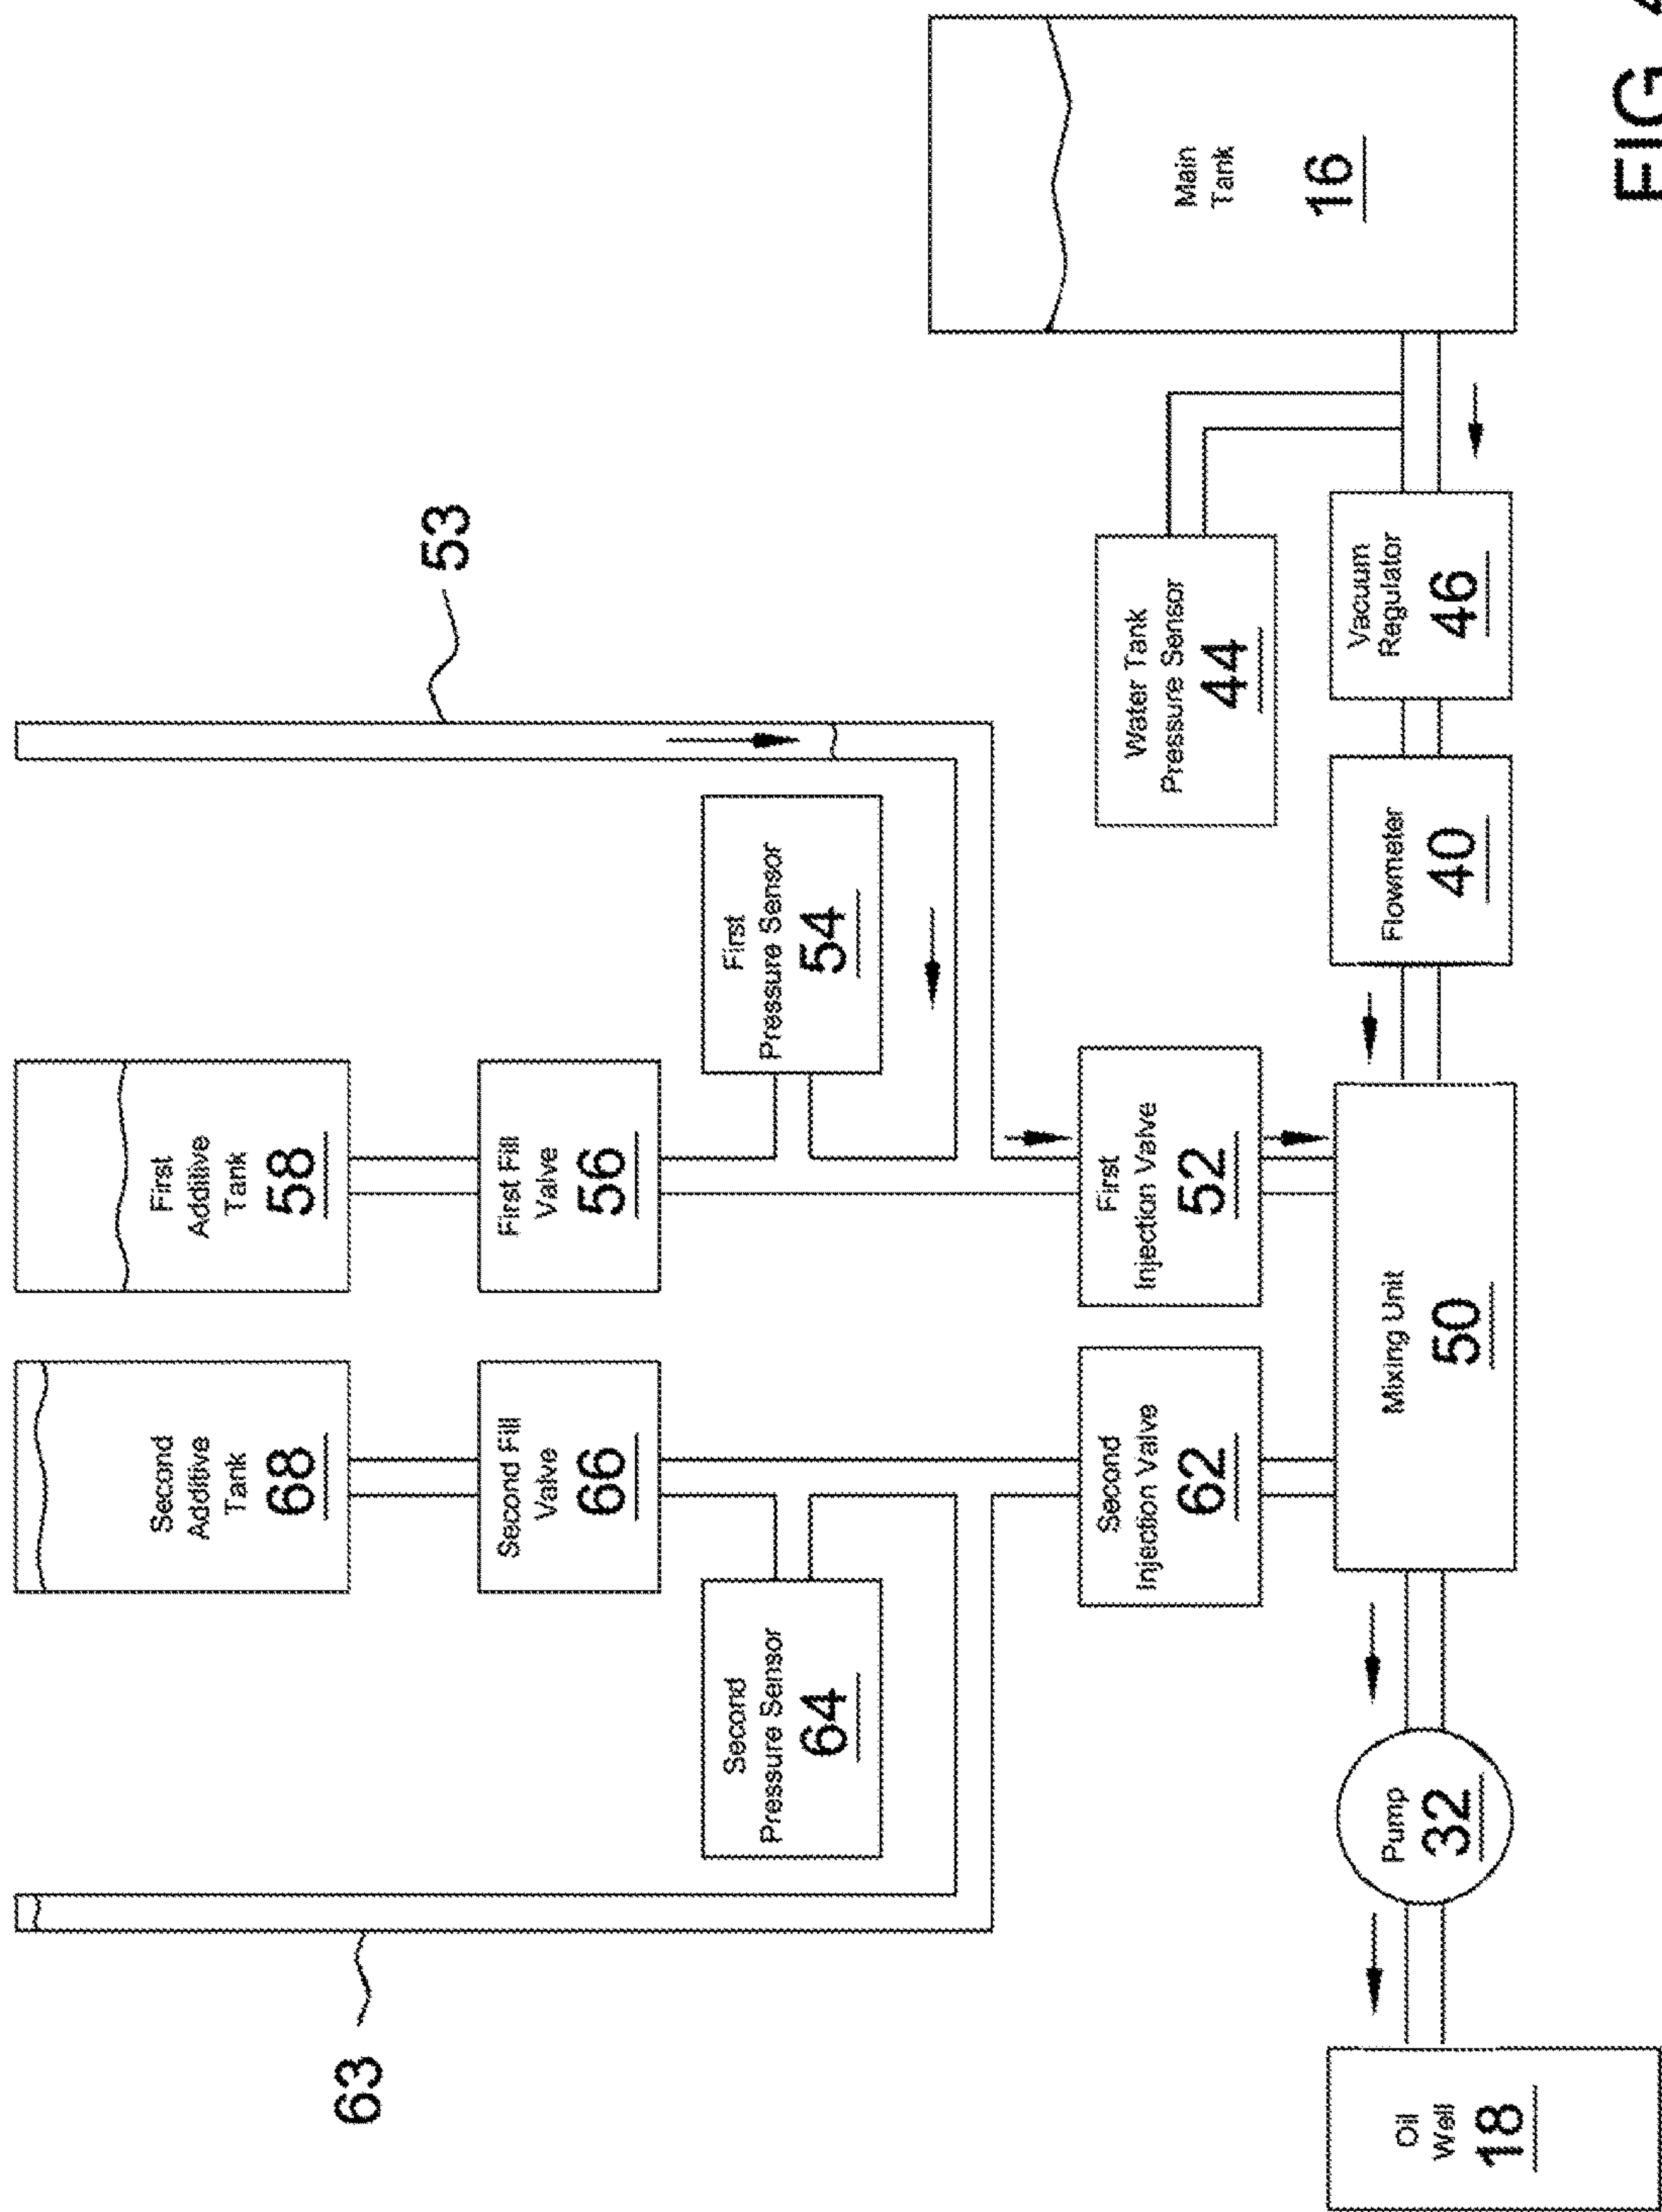 63
Second
Additive
Tank
68
First
Additive
Tank
58
Second Fill
Valve
66
First Fill
Valve
56
53
Second
Pressure Sensor
64
First
Pressure Sensor
54
Second
Injection Valve
62
First
Injection Valve
52
Water Tank
Pressure Sensor
44
Main
Tank
16
Oil
Well
18
Pump
32
Mixing Unit
50
Flowmeter
40
Vacuum
Regulator
46
FIG. 4